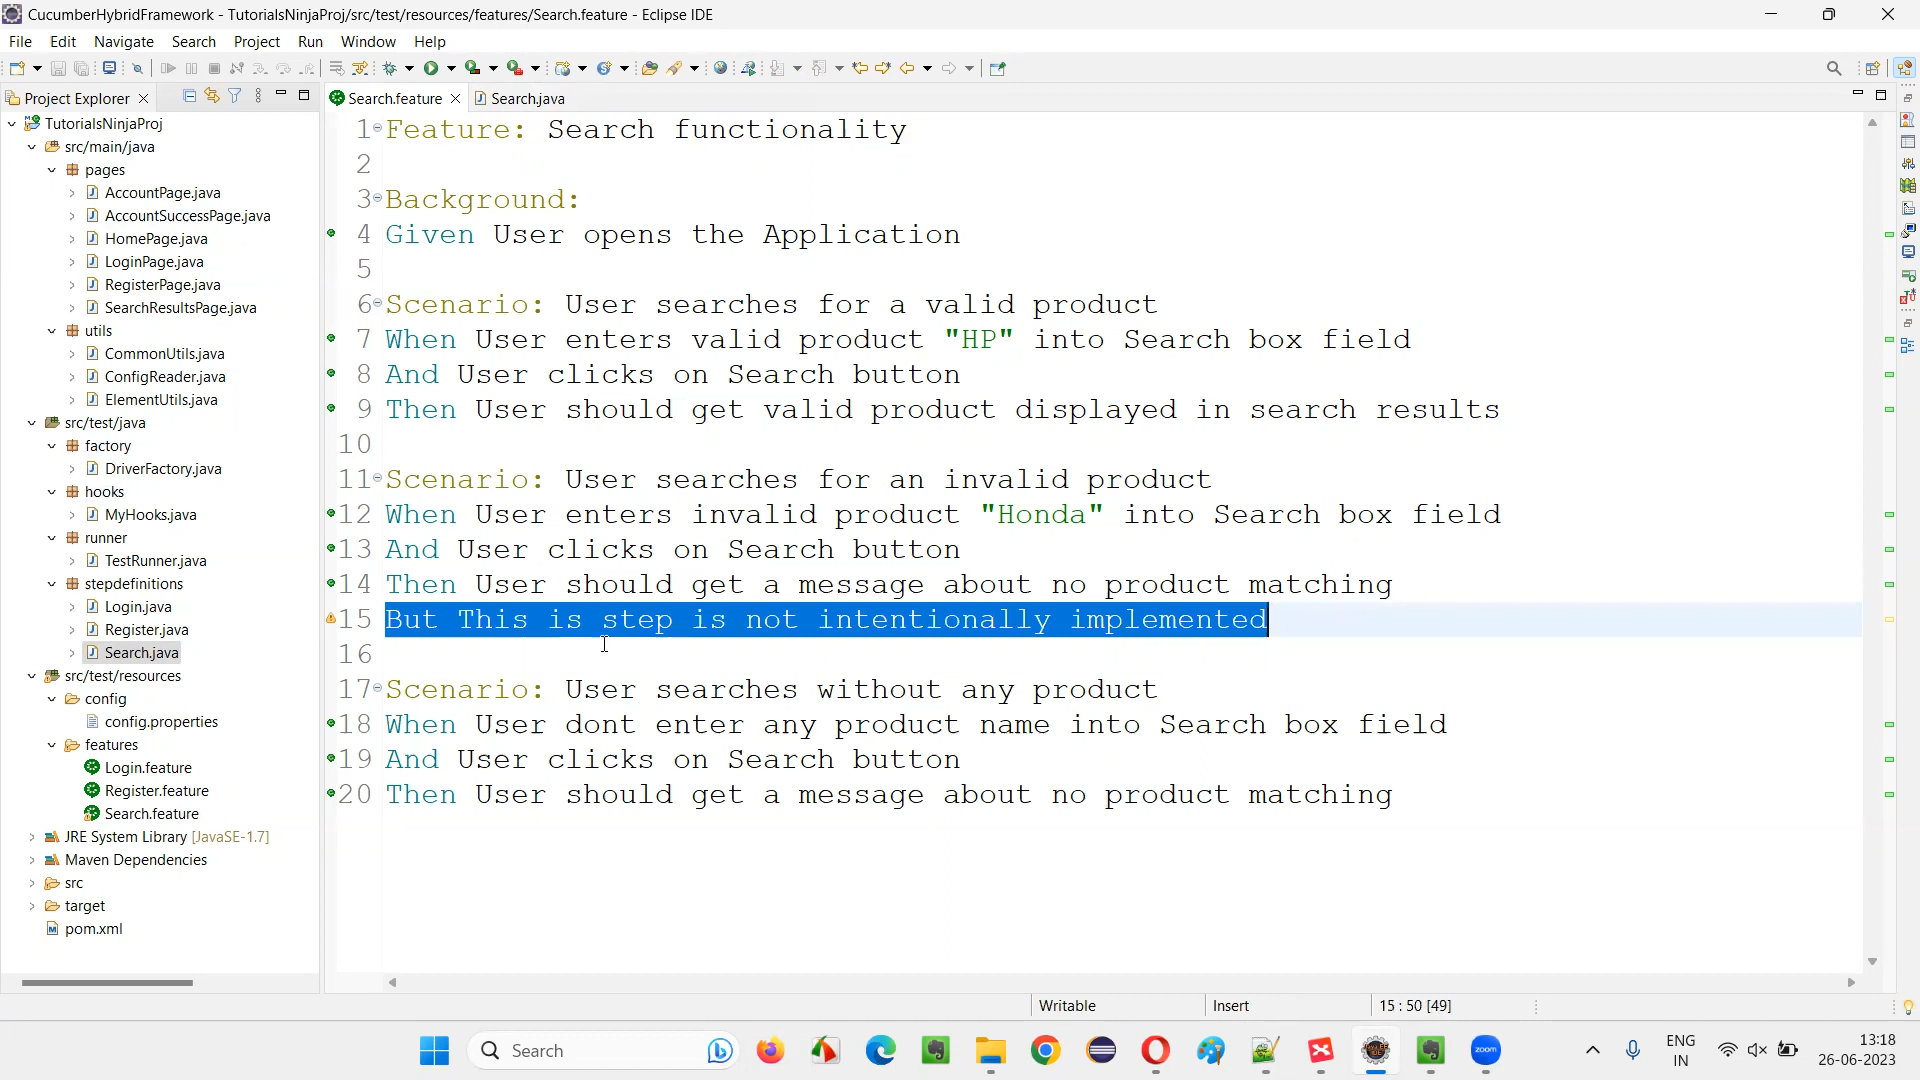 CucumberHybridFramework - TutorialsNinjaProj/src/test/resources/features/Search.feature - Eclipse IDE
File Edit Navigate Search Project Run Window Help
Project Explorer
Search.feature
Search.java
TutorialsNinjaProj
src/main/java
pages
AccountPage.java
AccountSuccessPage.java
HomePage.java
LoginPage.java
RegisterPage.java
SearchResultsPage.java
utils
CommonUtils.java
ConfigReader.java
ElementUtils.java
src/test/java
factory
DriverFactory.java
hooks
MyHooks.java
runner
TestRunner.java
stepdefinitions
Login.java
Register.java
Search.java
src/test/resources
config
config.properties
features
Login.feature
Register.feature
Search.feature
JRE System Library [JavaSE-1.7]
Maven Dependencies
src
target
pom.xml
1 Feature: Search functionality
2
3 Background:
4 Given User opens the Application
5
6 Scenario: User searches for a valid product
7 When User enters valid product "HP" into Search box field
8 And User clicks on Search button
9 Then User should get valid product displayed in search results
10
11 Scenario: User searches for an invalid product
12 When User enters invalid product "Honda" into Search box field
13 And User clicks on Search button
14 Then User should get a message about no product matching
15 But This is step is not intentionally implemented
16
17 Scenario: User searches without any product
18 When User dont enter any product name into Search box field
19 And User clicks on Search button
20 Then User should get a message about no product matching
Writable Insert 15 : 50 [49]
Search
zoom
ENG
IN
13:18
26-06-2023